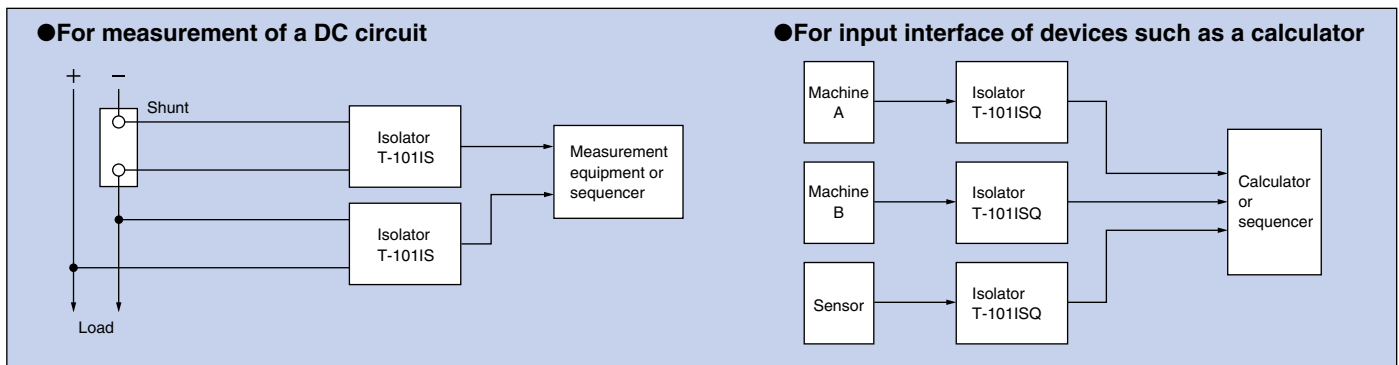 ●For measurement of a DC circuit
+ −
Shunt
Isolator
T-101IS
Measurement
equipment or
sequencer
Isolator
T-101IS
Load
●For input interface of devices such as a calculator
Machine
A
Isolator
T-101ISQ
Machine
B
Isolator
T-101ISQ
Calculator
or
sequencer
Sensor
Isolator
T-101ISQ